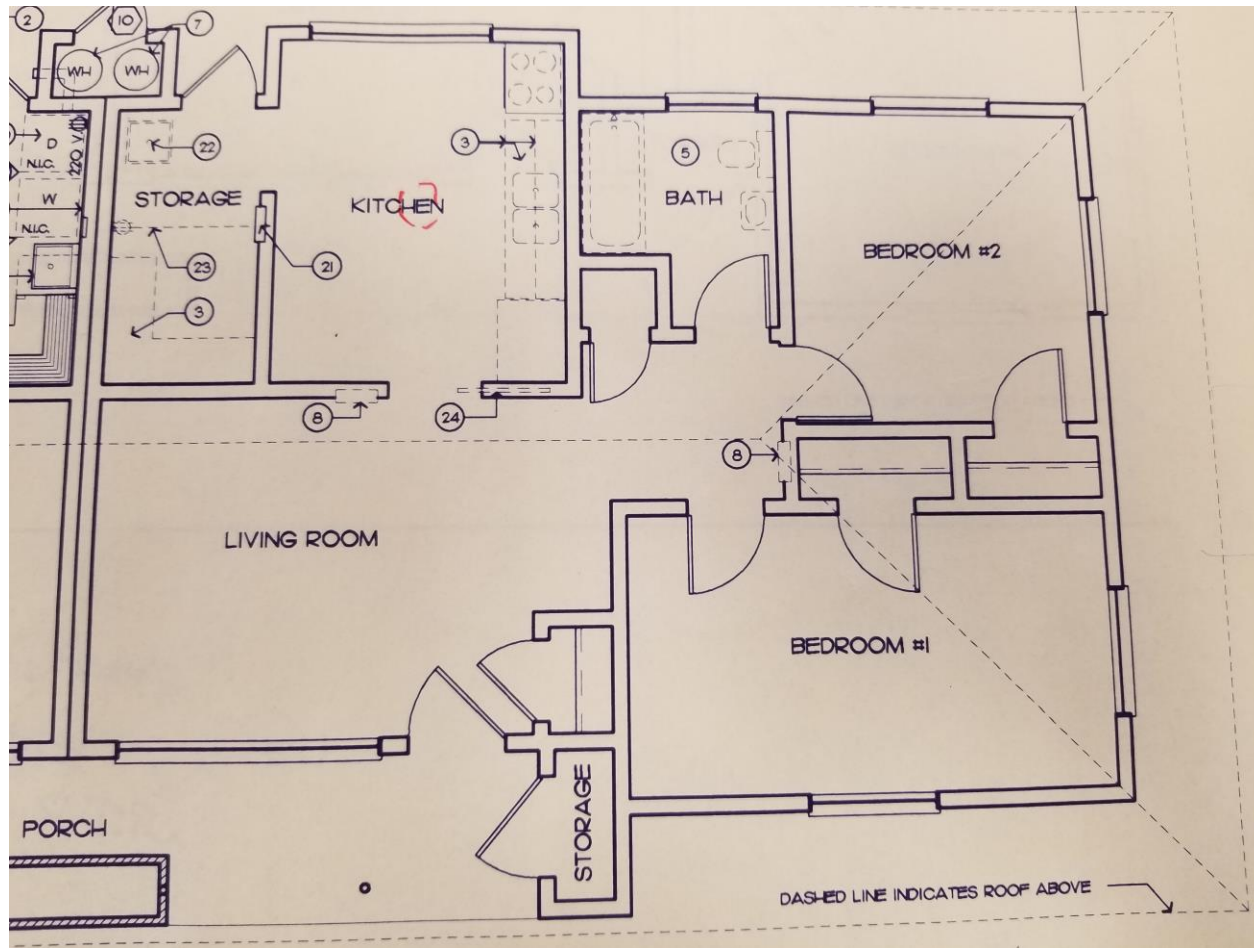 2
10
7
WH
WH
D
N.I.C.
220 V.
W
N.I.C.
22
STORAGE
23
3
21
KITCHEN
3
5
BATH
BEDROOM #2
8
24
8
LIVING ROOM
BEDROOM #1
STORAGE
PORCH
DASHED LINE INDICATES ROOF ABOVE